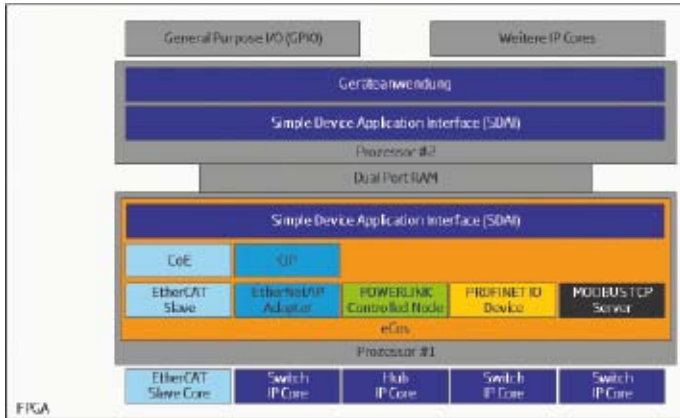 General Purpose I/O (GPIO)
Weitere IP Cores
Geräteanwendung
Simple Device Application Interface (SDAI)
Prozessor #2
Dual Port RAM
Simple Device Application Interface (SDAI)
CoE
CIP
EtherCAT Slave
EtherNet/IP Adapter
POWERLINK Controlled Node
PROFINET IO Device
MODBUS TCP Server
eCos
Prozessor #1
EtherCAT Slave Core
Switch IP Core
Hub IP Core
Switch IP Core
Switch IP Core
FPGA